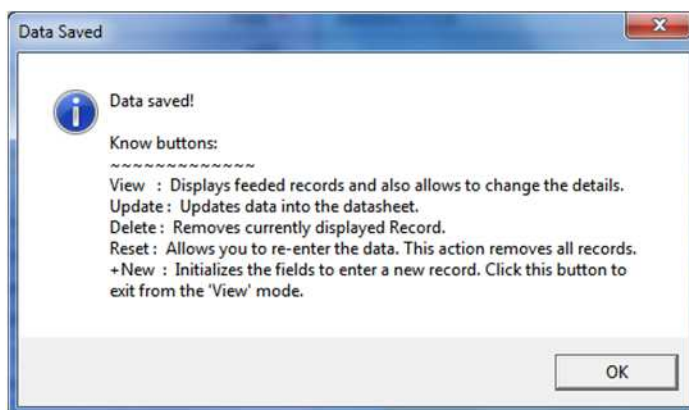 Data Saved
Data saved!
Know buttons:
~~~~~~~~~~~~~
View : Displays feeded records and also allows to change the details.
Update : Updates data into the datasheet.
Delete : Removes currently displayed Record.
Reset : Allows you to re-enter the data. This action removes all records.
+New : Initializes the fields to enter a new record. Click this button to
exit from the 'View' mode.
OK